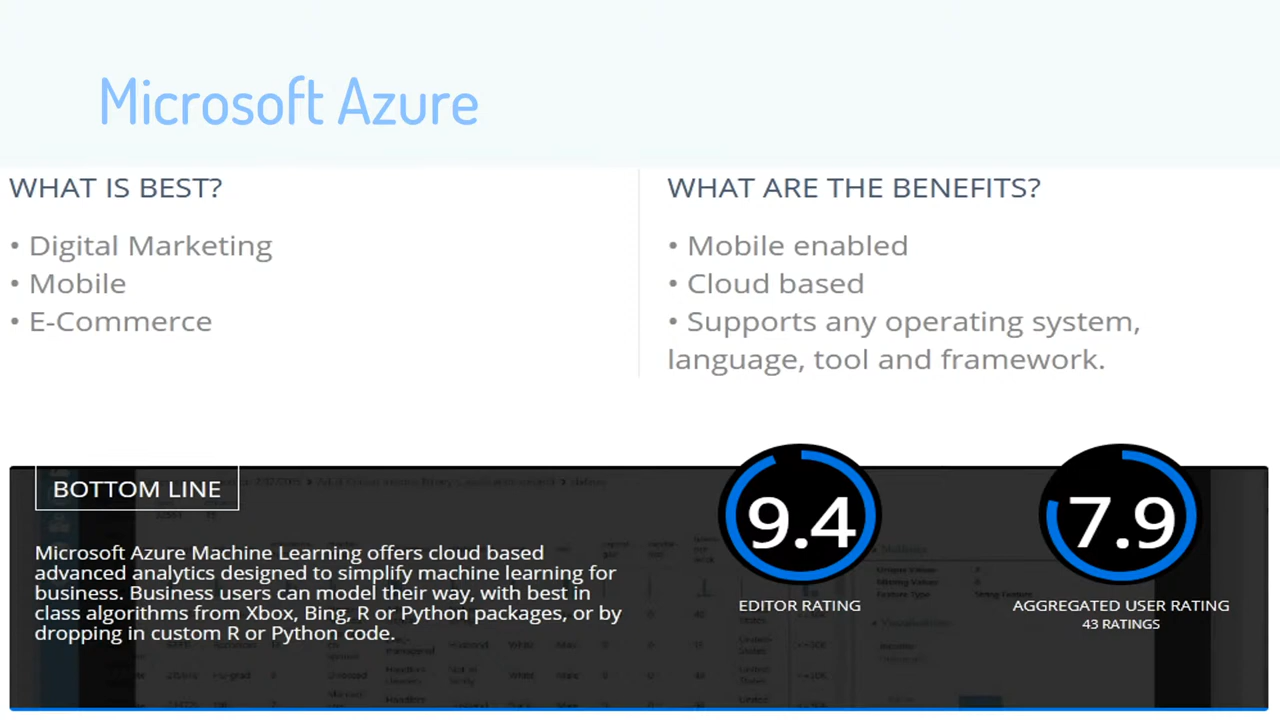 Microsoft Azure
WHAT IS BEST?
• Digital Marketing
• Mobile
• E-Commerce
WHAT ARE THE BENEFITS?
• Mobile enabled
• Cloud based
• Supports any operating system,
language, tool and framework.
BOTTOM LINE
Microsoft Azure Machine Learning offers cloud based
advanced analytics designed to simplify machine learning for
business. Business users can model their way, with best in
class algorithms from Xbox, Bing, R or Python packages, or by
dropping in custom R or Python code.
9.4
EDITOR RATING
7.9
AGGREGATED USER RATING
43 RATINGS